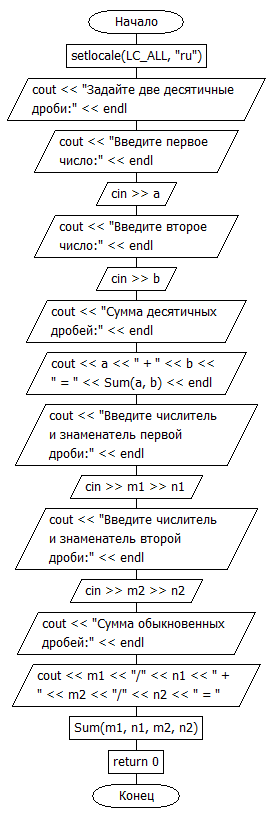 Начало
setlocale(LC_ALL, "ru")
cout << "Задайте две десятичные
дроби:" << endl
cout << "Введите первое
число:" << endl
cin >> a
cout << "Введите второе
число:" << endl
cin >> b
cout << "Сумма десятичных
дробей:" << endl
cout << a << " + " << b <<
" = " << Sum(a, b) << endl
cout << "Введите числитель
и знаменатель первой
дроби:" << endl
cin >> m1 >> n1
cout << "Введите числитель
и знаменатель второй
дроби:" << endl
cin >> m2 >> n2
cout << "Сумма обыкновенных
дробей:" << endl
cout << m1 << "/" << n1 << " +
" << m2 << "/" << n2 << " = "
Sum(m1, n1, m2, n2)
return 0
Конец